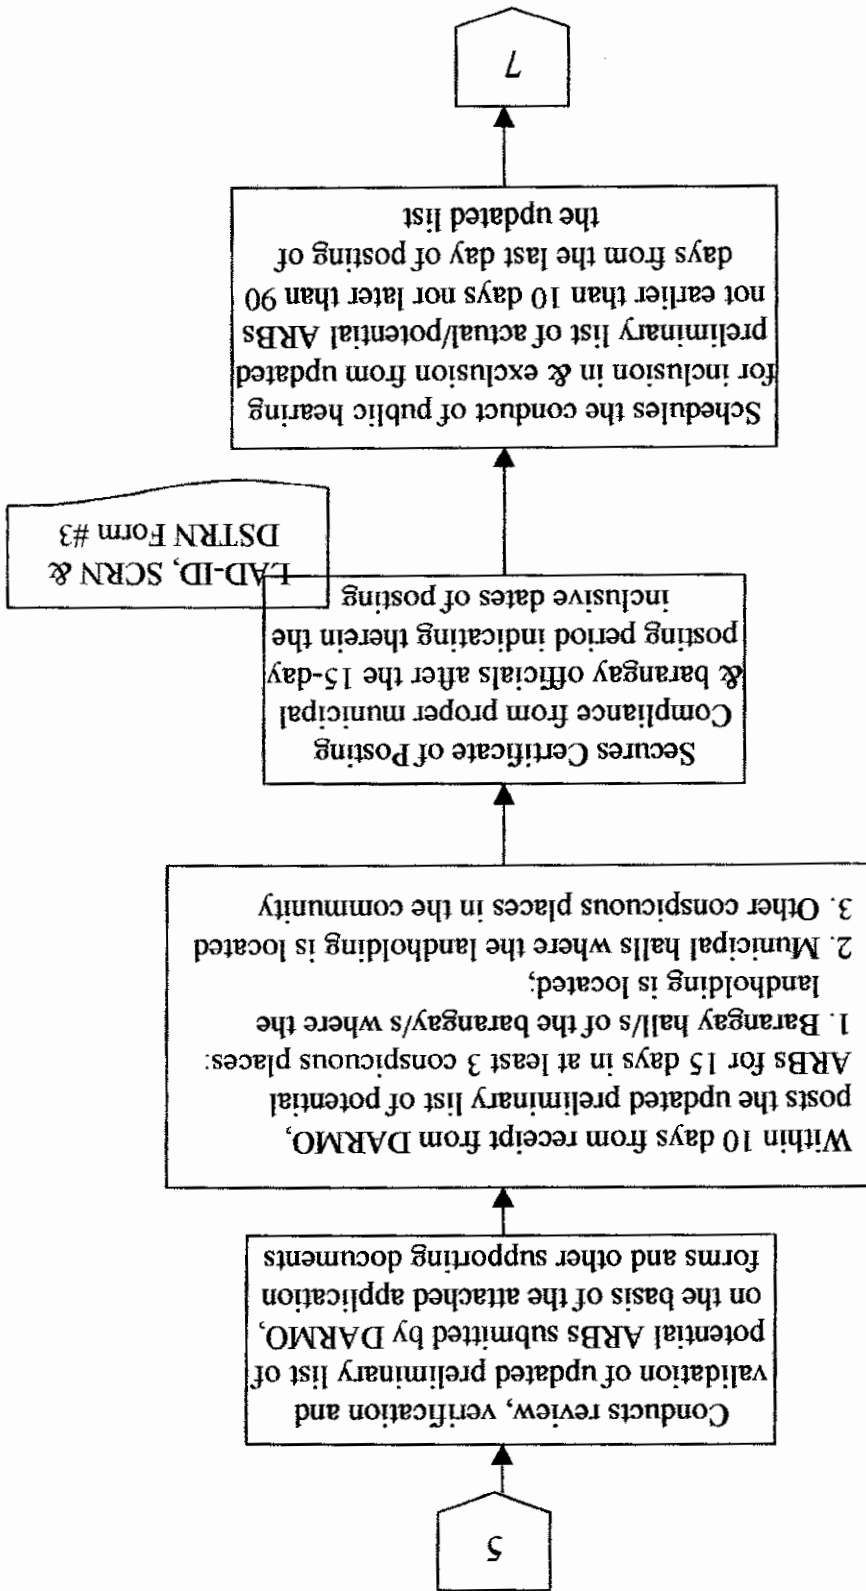 5
Conducts review, verification and
validation of updated preliminary list of
potential ARBs submitted by DARMO,
on the basis of the attached application
forms and other supporting documents
Within 10 days from receipt from DARMO,
posts the updated preliminary list of potential
ARBs for 15 days in at least 3 conspicuous places:
1. Barangay hall/s of the barangay/s where the
landholding is located;
2. Municipal halls where the landholding is located
3. Other conspicuous places in the community
Secures Certificate of Posting
Compliance from proper municipal
& barangay officials after the 15-day
posting period indicating therein the
inclusive dates of posting
LAD-ID, SCRN &
DSTRN Form #3
Schedules the conduct of public hearing
for inclusion in & exclusion from updated
preliminary list of actual/potential ARBs
not earlier than 10 days nor later than 90
days from the last day of posting of
the updated list
7